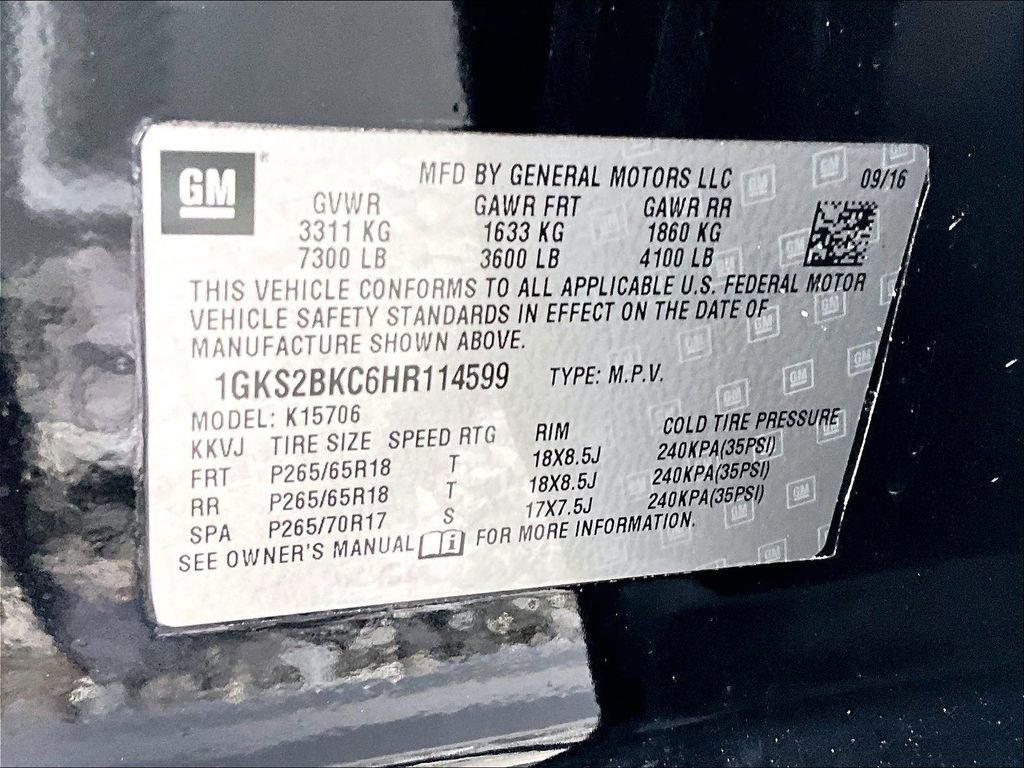 GM
MFD BY GENERAL MOTORS LLC 09/16
GVWR GAWR FRT GAWR RR
3311 KG 1633 KG 1860 KG
7300 LB 3600 LB 4100 LB
THIS VEHICLE CONFORMS TO ALL APPLICABLE U.S. FEDERAL MOTOR
VEHICLE SAFETY STANDARDS IN EFFECT ON THE DATE OF
MANUFACTURE SHOWN ABOVE.
1GKS2BKC6HR114599 TYPE: M.P.V.
MODEL: K15706
KKVJ TIRE SIZE SPEED RTG RIM COLD TIRE PRESSURE
FRT P265/65R18 T 18X8.5J 240KPA(35PSI)
RR P265/65R18 T 18X8.5J 240KPA(35PSI)
SPA P265/70R17 S 17X7.5J 240KPA(35PSI)
SEE OWNER'S MANUAL i FOR MORE INFORMATION.